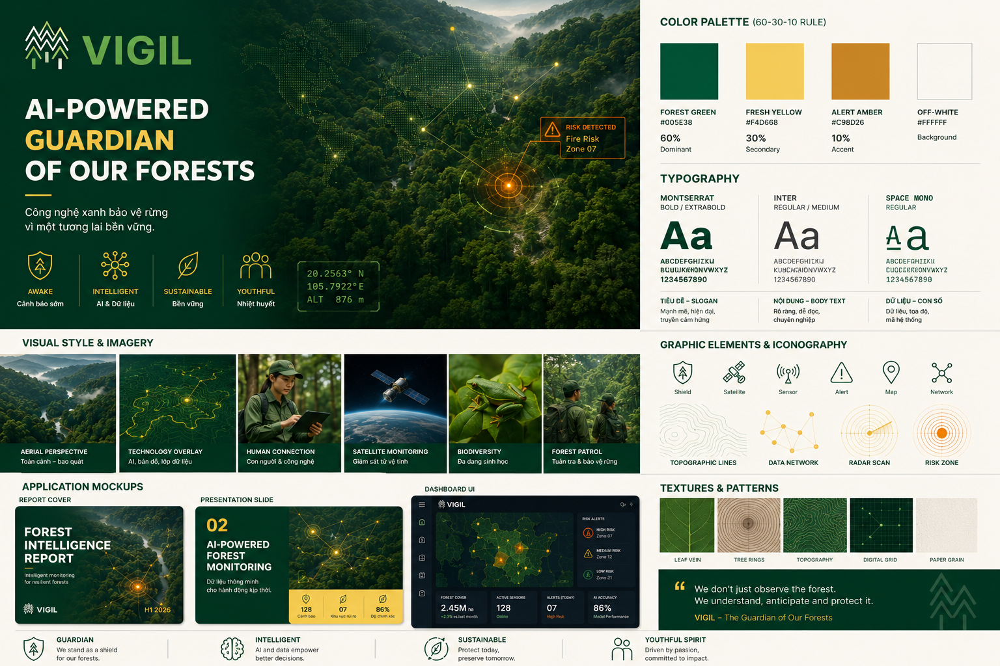 VIGIL
AI-POWERED
GUARDIAN
OF OUR FORESTS
Công nghệ xanh bảo vệ rừng
vì một tương lai bền vững.
AWAKE
Cảnh báo sớm
INTELLIGENT
AI & Dữ liệu
SUSTAINABLE
Bền vững
YOUTHFUL
Nhiệt huyết
20.2563° N
105.7922° E
ALT 876 m
RISK DETECTED
Fire Risk
Zone 07
COLOR PALETTE (60-30-10 RULE)
FOREST GREEN
#005E38
60%
Dominant
FRESH YELLOW
#F4D668
30%
Secondary
ALERT AMBER
#C98D26
10%
Accent
OFF-WHITE
#FFFFFF
Background
TYPOGRAPHY
MONTSERRAT
BOLD / EXTRABOLD
Aa
1234567890
TIÊU ĐỀ – SLOGAN
Mạnh mẽ, hiện đại,
truyền cảm hứng
INTER
REGULAR / MEDIUM
Aa
1234567890
NỘI DUNG – BODY TEXT
Rõ ràng, dễ đọc,
chuyên nghiệp
SPACE MONO
REGULAR
Aa
1234567890
DỮ LIỆU – CON SỐ
Dữ liệu, tọa độ,
mã hệ thống
VISUAL STYLE & IMAGERY
AERIAL PERSPECTIVE
Toàn cảnh – bao quát
TECHNOLOGY OVERLAY
AI, bản đồ, lớp dữ liệu
HUMAN CONNECTION
Con người & công nghệ
SATELLITE MONITORING
Giám sát từ vệ tinh
BIODIVERSITY
Đa dạng sinh học
FOREST PATROL
Tuần tra & bảo vệ rừng
GRAPHIC ELEMENTS & ICONOGRAPHY
Shield
Satellite
Sensor
Alert
Map
Network
TOPOGRAPHIC LINES
DATA NETWORK
RADAR SCAN
RISK ZONE
APPLICATION MOCKUPS
REPORT COVER
FOREST
INTELLIGENCE
REPORT
Intelligent monitoring
for resilient forests
VIGIL
H1 2026
PRESENTATION SLIDE
02
AI-POWERED
FOREST
MONITORING
Dữ liệu thông minh
cho hành động kịp thời.
128
Cảnh báo
07
Khu vực rủi ro
86%
Độ chính xác
DASHBOARD UI
VIGIL
RISK ALERTS
HIGH RISK
Zone 07
MEDIUM RISK
Zone 12
LOW RISK
Zone 21
FOREST COVER
2.45M ha
+2.3% vs last month
ACTIVE SENSORS
128
Online
ALERTS (TODAY)
07
High Risk
AI ACCURACY
86%
Model Performance
TEXTURES & PATTERNS
LEAF VEIN
TREE RINGS
TOPOGRAPHY
DIGITAL GRID
PAPER GRAIN
“ We don't just observe the forest.
We understand, anticipate and protect it.
VIGIL – The Guardian of Our Forests
GUARDIAN
We stand as a shield
for our forests.
INTELLIGENT
AI and data empower
better decisions.
SUSTAINABLE
Protect today,
preserve tomorrow.
YOUTHFUL SPIRIT
Driven by passion,
committed to impact.